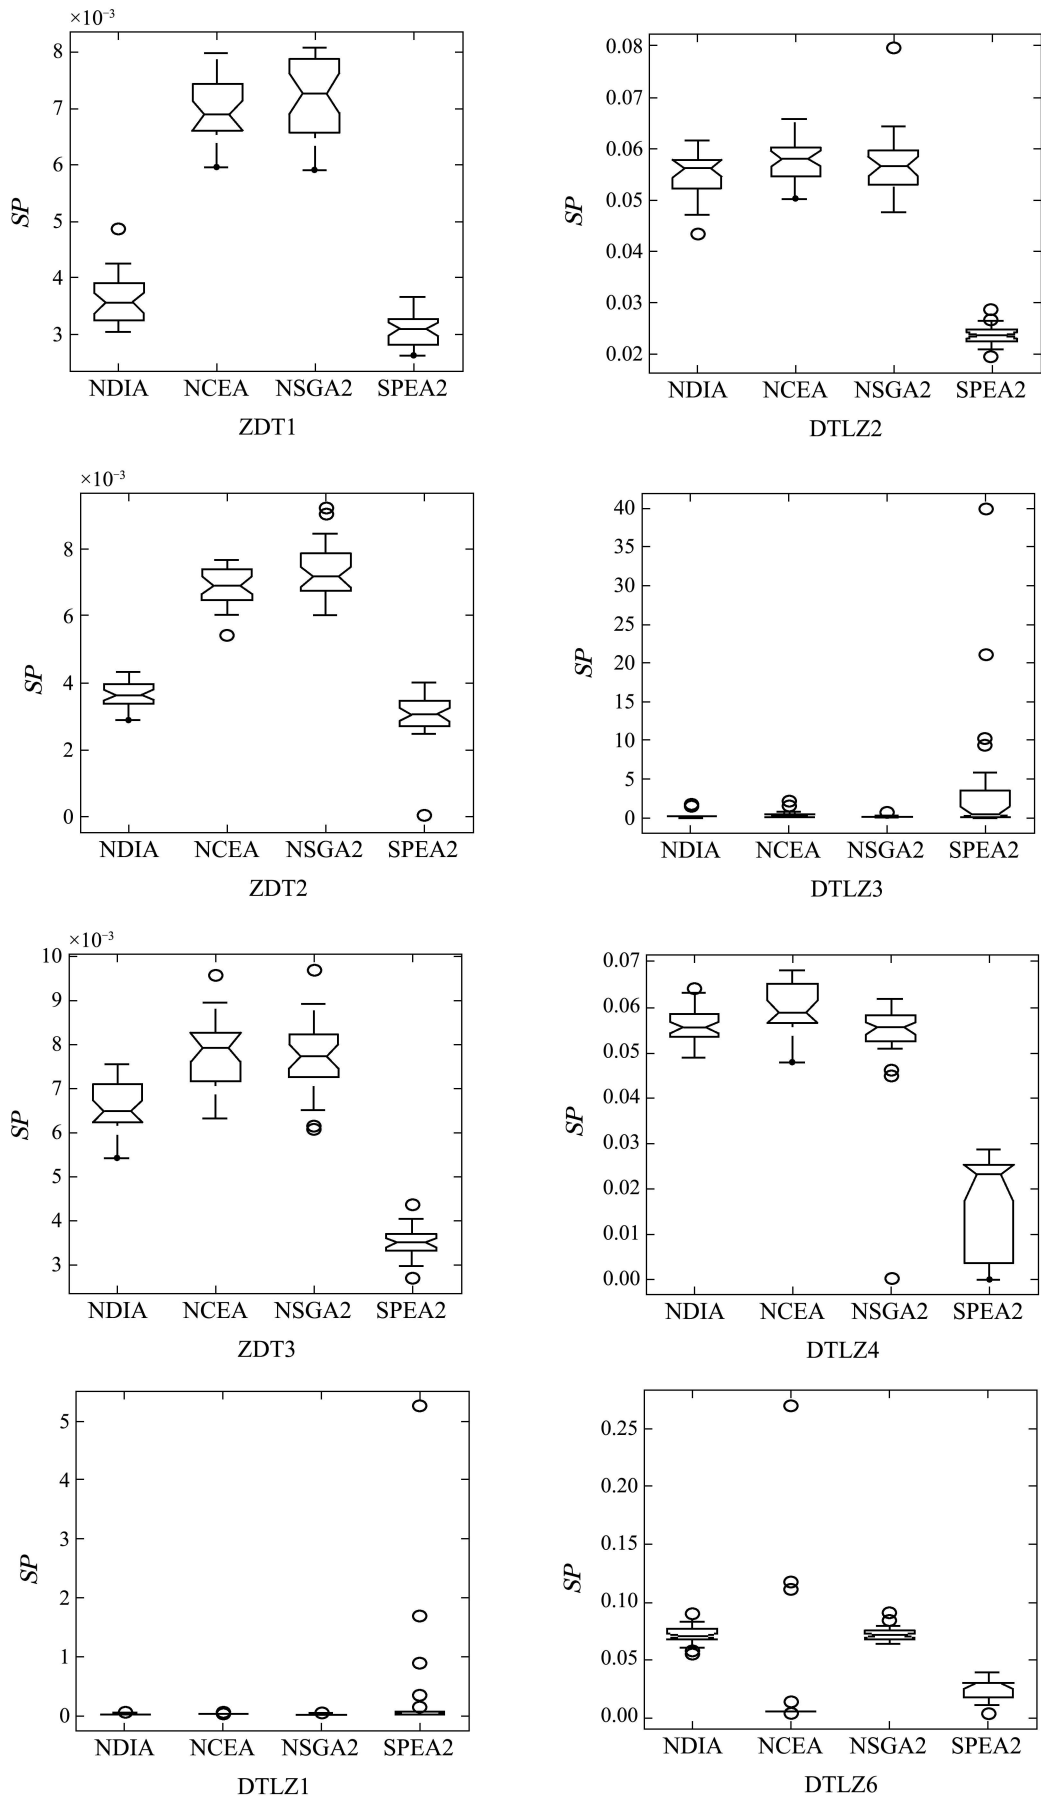 ×10⁻³
8
7
6
5
4
3
SP
NDIA NCEA NSGA2 SPEA2
ZDT1
0.08
0.07
0.06
0.05
0.04
0.03
0.02
SP
NDIA NCEA NSGA2 SPEA2
DTLZ2
×10⁻³
8
6
4
2
0
SP
NDIA NCEA NSGA2 SPEA2
ZDT2
40
35
30
25
20
15
10
5
0
SP
NDIA NCEA NSGA2 SPEA2
DTLZ3
×10⁻³
10
9
8
7
6
5
4
3
SP
NDIA NCEA NSGA2 SPEA2
ZDT3
0.07
0.06
0.05
0.04
0.03
0.02
0.01
0.00
SP
NDIA NCEA NSGA2 SPEA2
DTLZ4
5
4
3
2
1
0
SP
NDIA NCEA NSGA2 SPEA2
DTLZ1
0.25
0.20
0.15
0.10
0.05
0.00
SP
NDIA NCEA NSGA2 SPEA2
DTLZ6